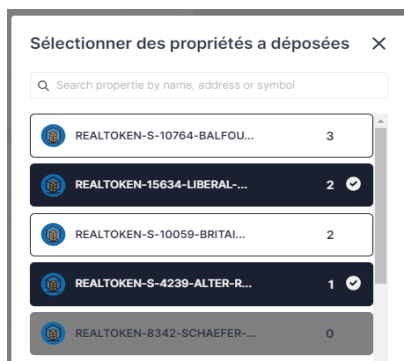 Sélectionner des propriétés a déposées
Search propertie by name, address or symbol
REALTOKEN-S-10764-BALFOU... 3
REALTOKEN-15634-LIBERAL-... 2
REALTOKEN-S-10059-BRITAI... 2
REALTOKEN-S-4239-ALTER-R... 1
REALTOKEN-8342-SCHAEFER-... 0